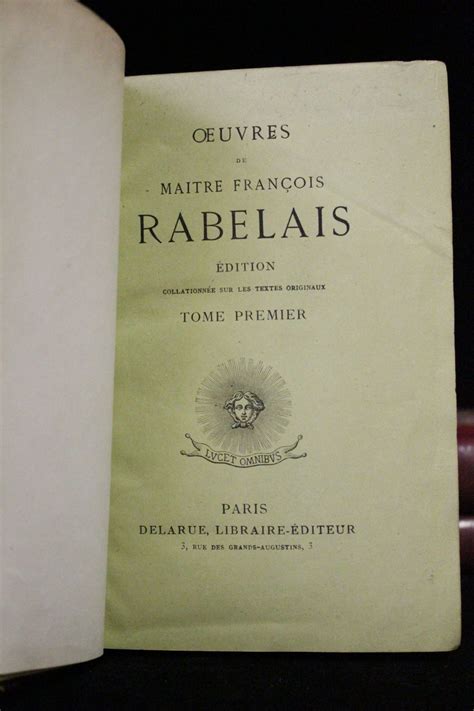 OEUVRES
DE
MAITRE FRANÇOIS
RABELAIS
ÉDITION
COLLATIONNÉE SUR LES TEXTES ORIGINAUX
TOME PREMIER
LVCET OMNIBVS
PARIS
DELARUE, LIBRAIRE-ÉDITEUR
3, RUE DES GRANDS-AUGUSTINS, 3